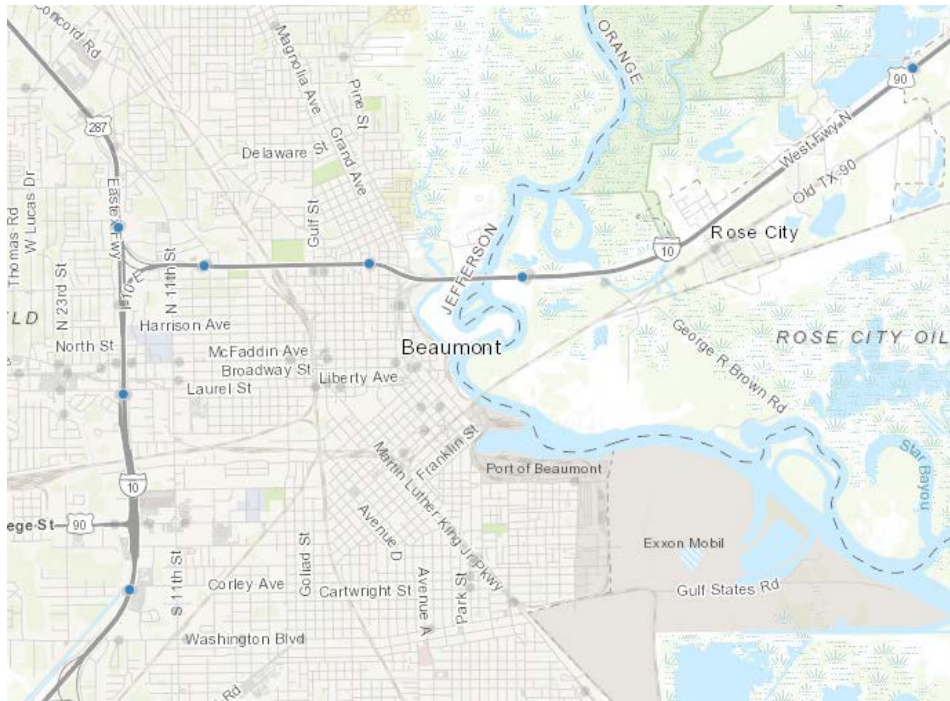 Concord Rd
Magnolia Ave
ORANGE
90
287
Pine St
West Fwy N
Delaware St
Grand Ave
Old TX-90
W Lucas Dr
Thomas Rd
Eastex Fwy
Gulf St
JEFFERSON
10
Rose City
N 23rd St
I-10 E
N 11th St
ELD
Harrison Ave
North St
McFaddin Ave
Beaumont
ROSE CITY OIL
Broadway St
George R Brown Rd
Laurel St
Liberty Ave
Franklin St
Star Bayou
10
Martin Luther King Jr Pkwy
Port of Beaumont
ege St
90
Avenue D
Exxon Mobil
S 11th St
Corley Ave
Goliad St
Cartwright St
Avenue A
Park St
Gulf States Rd
Washington Blvd
Rd